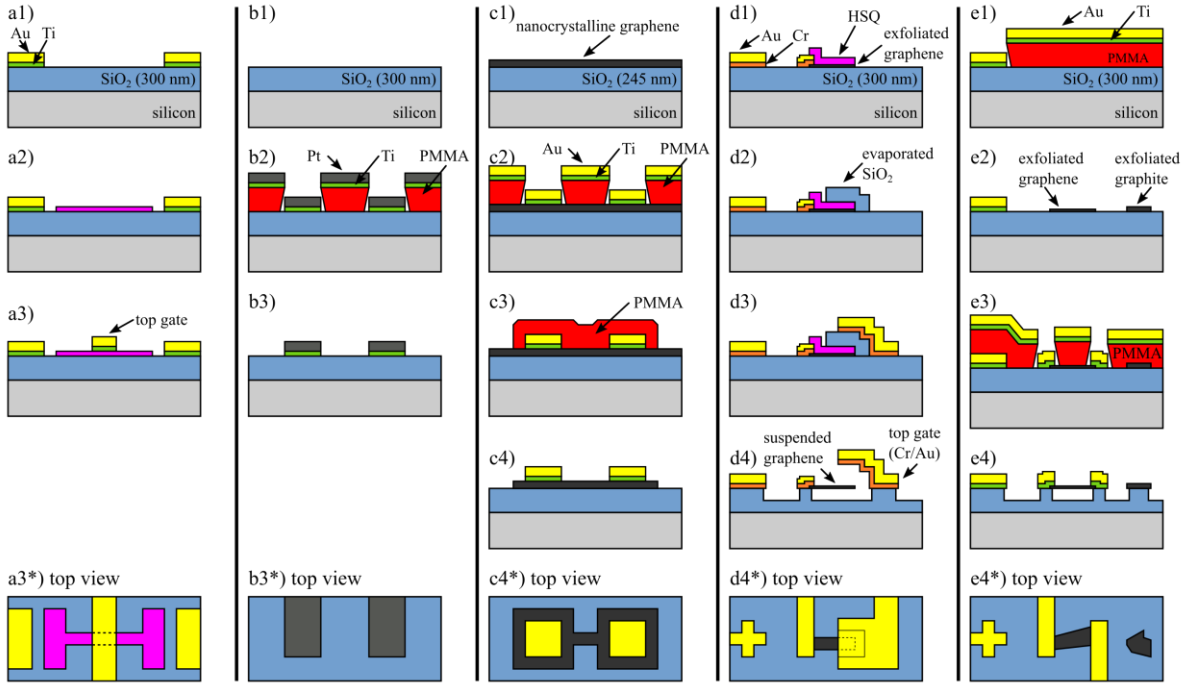 a1)
Au
Ti
SiO2 (300 nm)
silicon
a2)
a3)
top gate
a3*) top view
b1)
SiO2 (300 nm)
silicon
b2)
Pt
Ti
PMMA
b3)
b3*) top view
c1)
nanocrystalline graphene
SiO2 (245 nm)
silicon
c2)
Au
Ti
PMMA
c3)
PMMA
c4)
c4*) top view
d1)
HSQ
Au
Cr
exfoliated
graphene
SiO2 (300 nm)
silicon
d2)
evaporated
SiO2
d3)
d4)
suspended
graphene
top gate
(Cr/Au)
d4*) top view
e1)
Au
Ti
PMMA
SiO2 (300 nm)
silicon
e2)
exfoliated
graphene
exfoliated
graphite
e3)
PMMA
e4)
e4*) top view